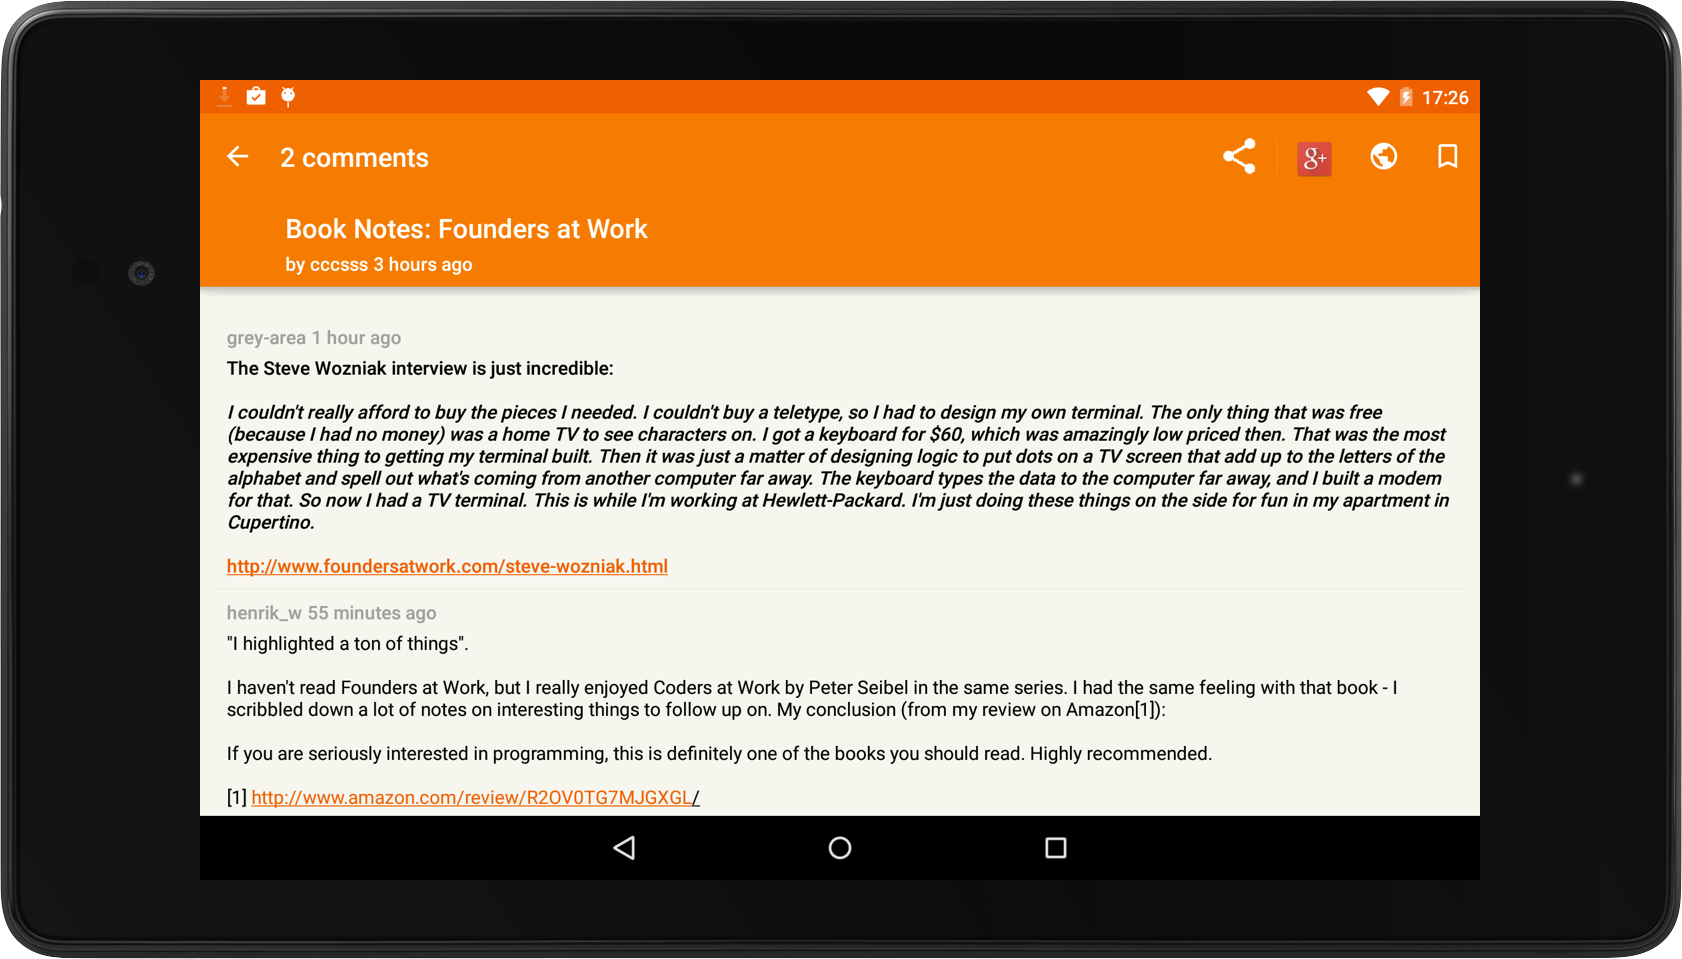 17:26
2 comments
g+
Book Notes: Founders at Work
by cccsss 3 hours ago
grey-area 1 hour ago
The Steve Wozniak interview is just incredible:
I couldn't really afford to buy the pieces I needed. I couldn't buy a teletype, so I had to design my own terminal. The only thing that was free
(because I had no money) was a home TV to see characters on. I got a keyboard for $60, which was amazingly low priced then. That was the most
expensive thing to getting my terminal built. Then it was just a matter of designing logic to put dots on a TV screen that add up to the letters of the
alphabet and spell out what's coming from another computer far away. The keyboard types the data to the computer far away, and I built a modem
for that. So now I had a TV terminal. This is while I'm working at Hewlett-Packard. I'm just doing these things on the side for fun in my apartment in
Cupertino.
http://www.foundersatwork.com/steve-wozniak.html
henrik_w 55 minutes ago
"I highlighted a ton of things".
I haven't read Founders at Work, but I really enjoyed Coders at Work by Peter Seibel in the same series. I had the same feeling with that book - I
scribbled down a lot of notes on interesting things to follow up on. My conclusion (from my review on Amazon[1]):
If you are seriously interested in programming, this is definitely one of the books you should read. Highly recommended.
[1] http://www.amazon.com/review/R2OV0TG7MJGXGL/